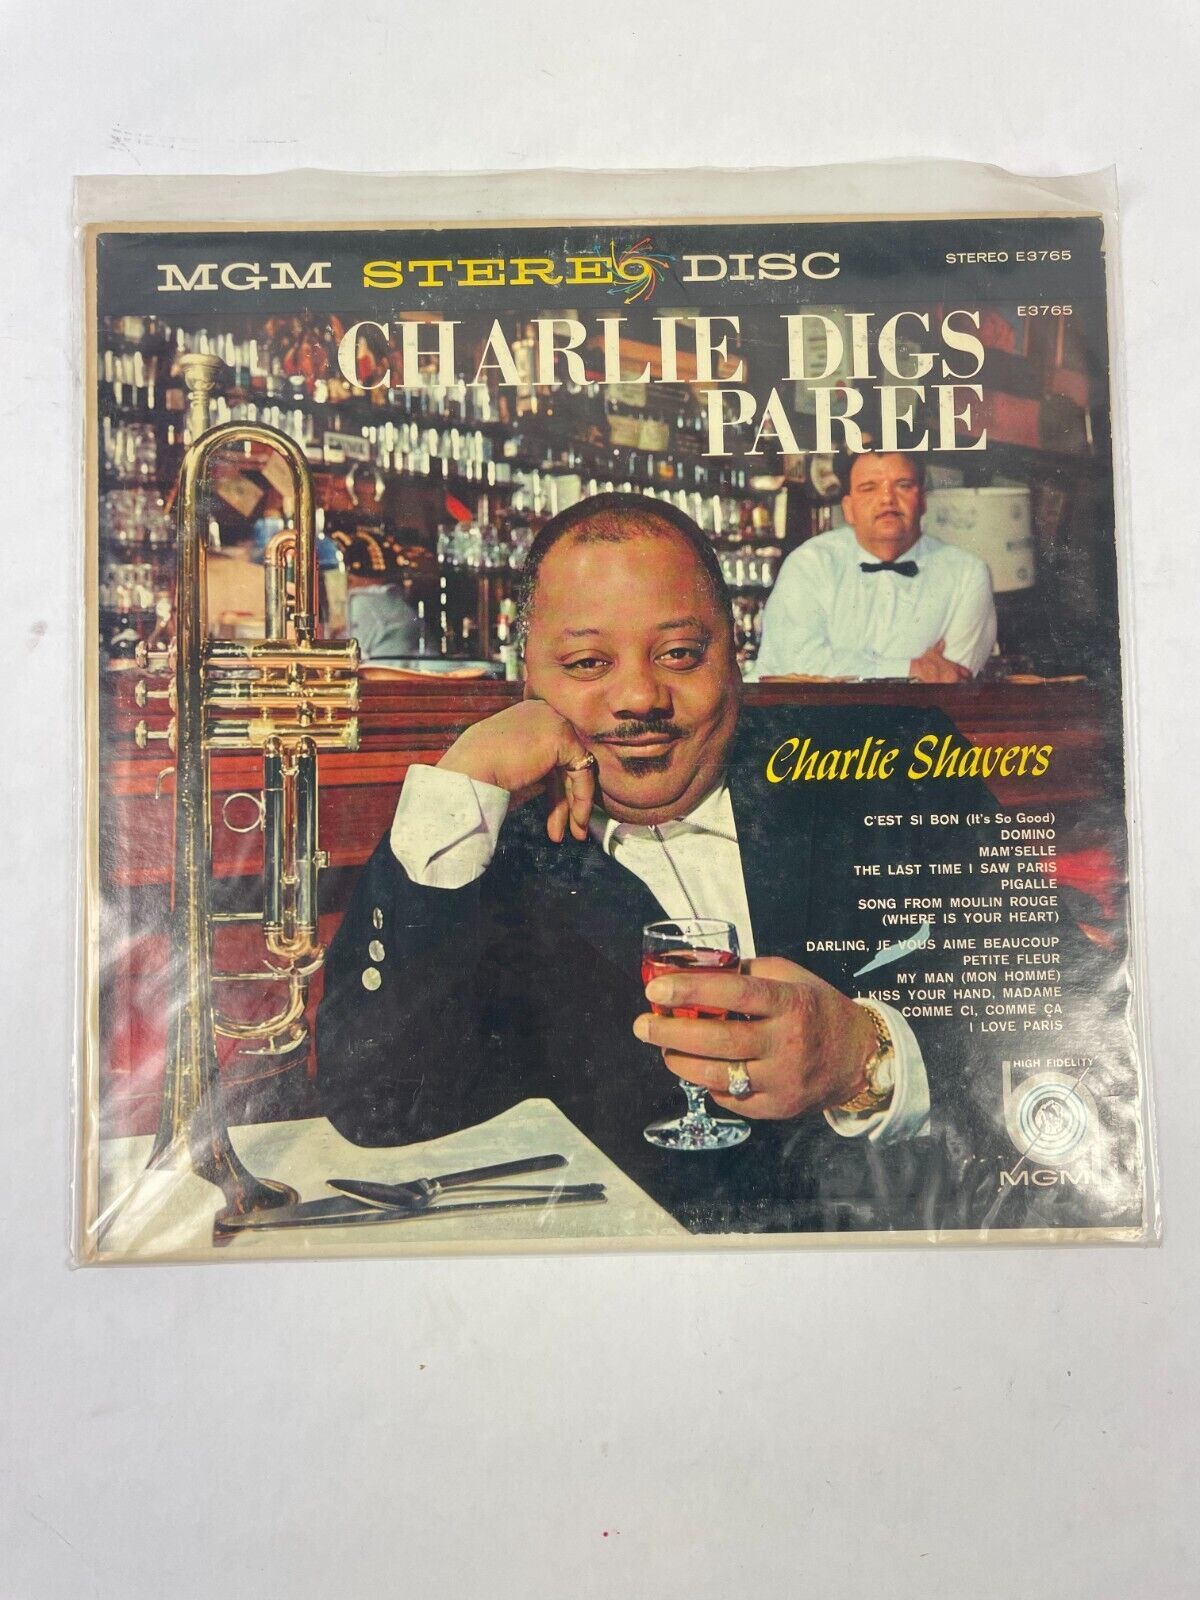 MGM STEREO DISC
STEREO E3765
E3765
CHARLIE DIGS
PAREE
Charlie Shavers
C'EST SI BON (It's So Good)
DOMINO
MAM'SELLE
THE LAST TIME I SAW PARIS
PIGALLE
SONG FROM MOULIN ROUGE
(WHERE IS YOUR HEART)
DARLING, JE VOUS AIME BEAUCOUP
PETITE FLEUR
MY MAN (MON HOMME)
I KISS YOUR HAND, MADAME
COMME CI, COMME ÇA
I LOVE PARIS
HIGH FIDELITY
MGM